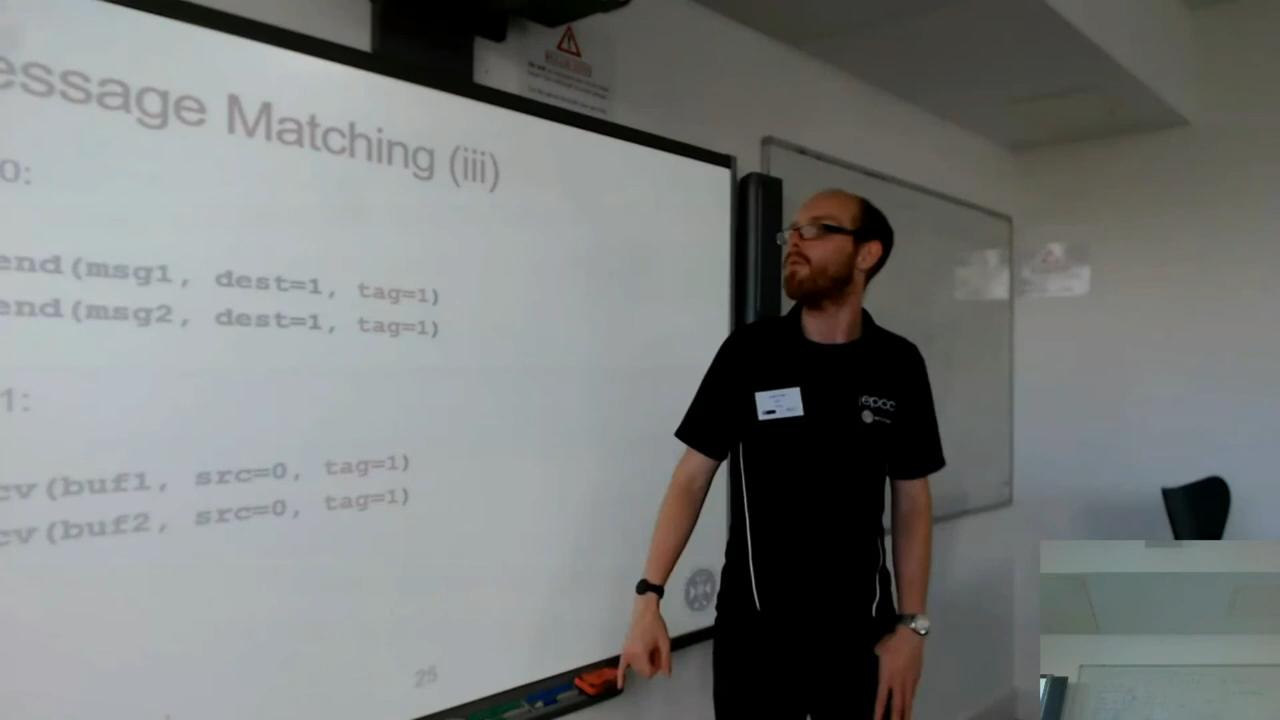 essage Matching (iii)
0:
end(msg1, dest=1, tag=1)
end(msg2, dest=1, tag=1)
1:
cv(buf1, src=0, tag=1)
cv(buf2, src=0, tag=1)
25
epcc